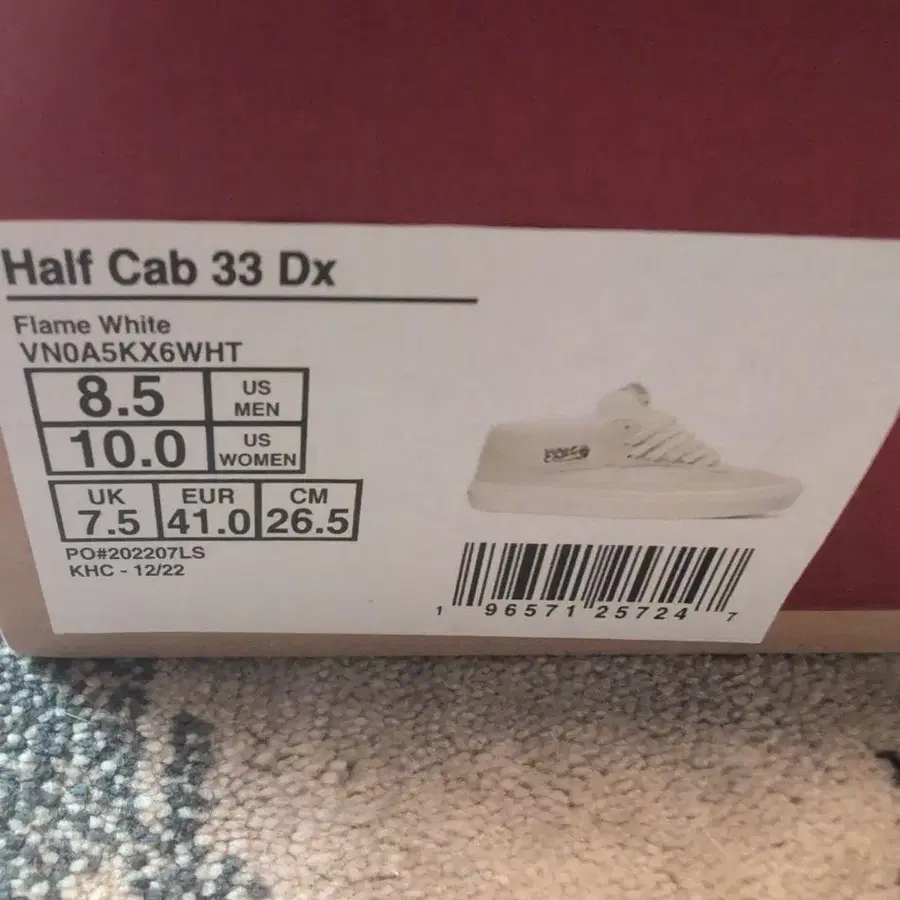 Half Cab 33 Dx
Flame White
VN0A5KX6WHT
8.5 US MEN
10.0 US WOMEN
UK EUR CM
7.5 41.0 26.5
PO#202207LS
KHC - 12/22
1 96571 25724 7